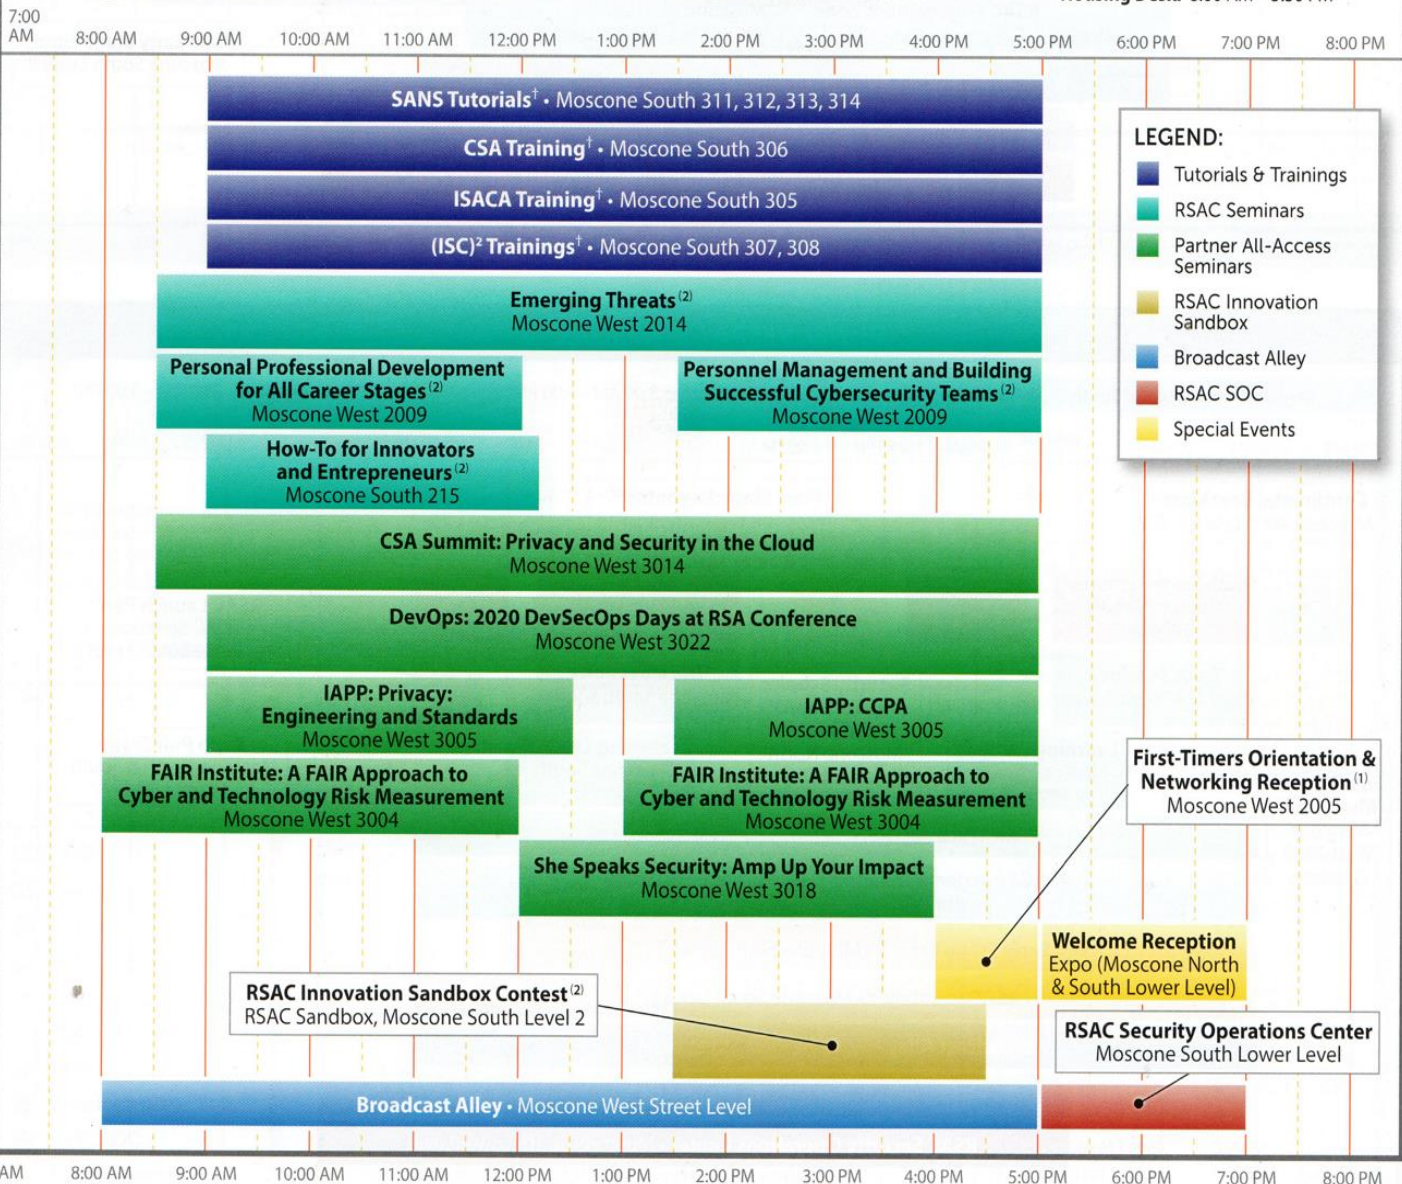 7:00
AM 8:00 AM 9:00 AM 10:00 AM 11:00 AM 12:00 PM 1:00 PM 2:00 PM 3:00 PM 4:00 PM 5:00 PM 6:00 PM 7:00 PM 8:00 PM
SANS Tutorials† • Moscone South 311, 312, 313, 314
CSA Training† • Moscone South 306
ISACA Training† • Moscone South 305
(ISC)² Trainings† • Moscone South 307, 308
LEGEND:
Tutorials & Trainings
RSAC Seminars
Partner All-Access
Seminars
RSAC Innovation
Sandbox
Broadcast Alley
RSAC SOC
Special Events
Emerging Threats (2)
Moscone West 2014
Personal Professional Development
for All Career Stages (2)
Moscone West 2009
Personnel Management and Building
Successful Cybersecurity Teams (2)
Moscone West 2009
How-To for Innovators
and Entrepreneurs (2)
Moscone South 215
CSA Summit: Privacy and Security in the Cloud
Moscone West 3014
DevOps: 2020 DevSecOps Days at RSA Conference
Moscone West 3022
IAPP: Privacy:
Engineering and Standards
Moscone West 3005
IAPP: CCPA
Moscone West 3005
FAIR Institute: A FAIR Approach to
Cyber and Technology Risk Measurement
Moscone West 3004
FAIR Institute: A FAIR Approach to
Cyber and Technology Risk Measurement
Moscone West 3004
First-Timers Orientation &
Networking Reception (1)
Moscone West 2005
She Speaks Security: Amp Up Your Impact
Moscone West 3018
Welcome Reception
Expo (Moscone North
& South Lower Level)
RSAC Innovation Sandbox Contest (2)
RSAC Sandbox, Moscone South Level 2
RSAC Security Operations Center
Moscone South Lower Level
Broadcast Alley • Moscone West Street Level
AM 8:00 AM 9:00 AM 10:00 AM 11:00 AM 12:00 PM 1:00 PM 2:00 PM 3:00 PM 4:00 PM 5:00 PM 6:00 PM 7:00 PM 8:00 PM